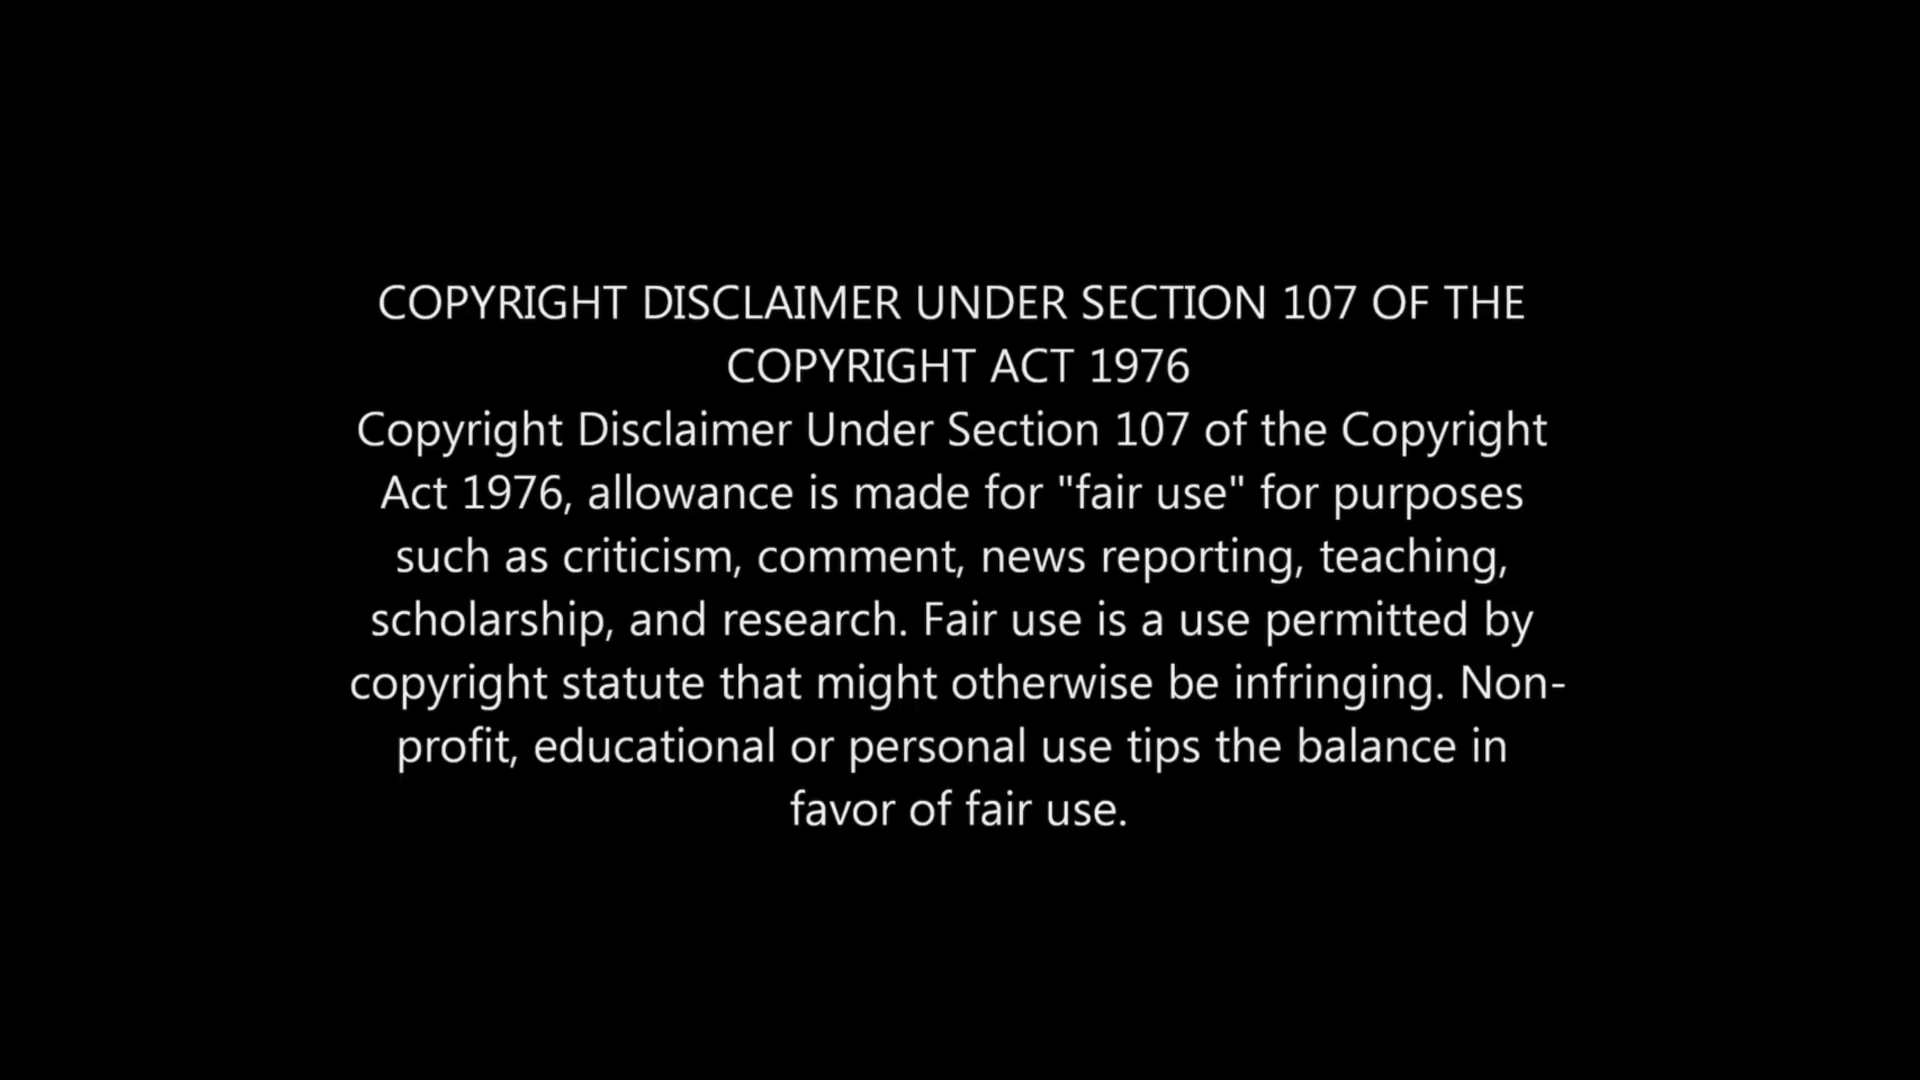 COPYRIGHT DISCLAIMER UNDER SECTION 107 OF THE
COPYRIGHT ACT 1976
Copyright Disclaimer Under Section 107 of the Copyright
Act 1976, allowance is made for "fair use" for purposes
such as criticism, comment, news reporting, teaching,
scholarship, and research. Fair use is a use permitted by
copyright statute that might otherwise be infringing. Non-
profit, educational or personal use tips the balance in
favor of fair use.